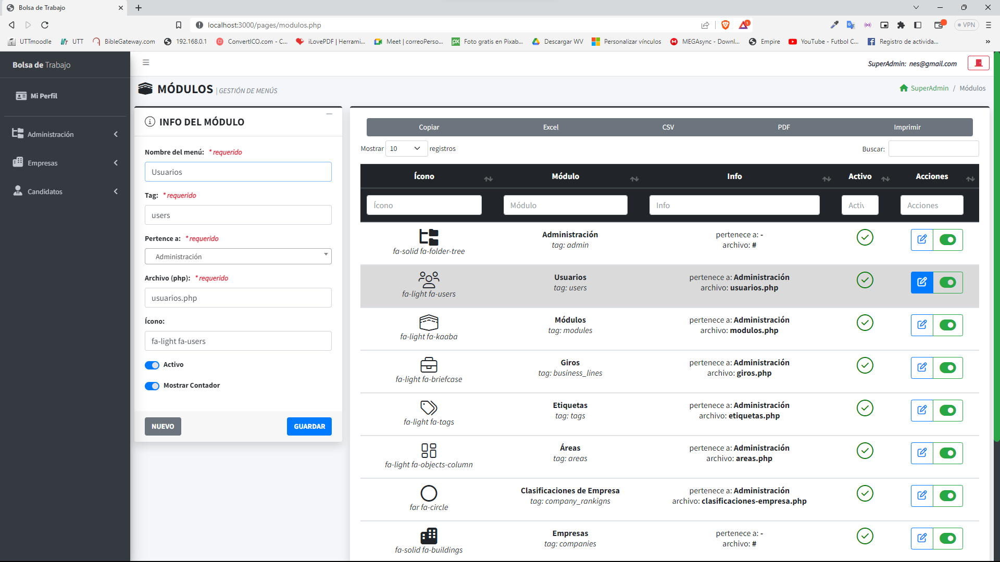 Bolsa de Trabajo
localhost:3000/pages/modulos.php
1
VPN
UTTmoodle
UTT
BibleGateway.com
192.168.0.1
ConvertICO.com - C...
iLovePDF | Herrami...
Meet | correoPerso...
Foto gratis en Pixab...
Descargar WV
Personalizar vínculos
MEGAsync - Downl...
Empire
YouTube - Futbol C...
Registro de activida...
»
Bolsa de Trabajo
SuperAdmin: nes@gmail.com
Mi Perfil
Administración
Empresas
Candidatos
MÓDULOS | GESTIÓN DE MENÚS
SuperAdmin / Módulos
INFO DEL MÓDULO
Nombre del menú: * requerido
Usuarios
Tag: * requerido
users
Pertence a: * requerido
Administración
Archivo (php): * requerido
usuarios.php
Ícono:
fa-light fa-users
Activo
Mostrar Contador
NUEVO
GUARDAR
Copiar
Excel
CSV
PDF
Imprimir
Mostrar 10 registros
Buscar:
Ícono
Módulo
Info
Activo
Acciones
Ícono
Módulo
Info
Activ
Acciones
fa-solid fa-folder-tree
Administración
tag: admin
pertenece a: -
archivo: #
fa-light fa-users
Usuarios
tag: users
pertenece a: Administración
archivo: usuarios.php
fa-light fa-kaaba
Módulos
tag: modules
pertenece a: Administración
archivo: modulos.php
fa-light fa-briefcase
Giros
tag: business_lines
pertenece a: Administración
archivo: giros.php
fa-light fa-tags
Etiquetas
tag: tags
pertenece a: Administración
archivo: etiquetas.php
fa-light fa-objects-column
Áreas
tag: areas
pertenece a: Administración
archivo: areas.php
far fa-circle
Clasificaciones de Empresa
tag: company_rankigns
pertenece a: Administración
archivo: clasificaciones-empresa.php
fa-solid fa-buildings
Empresas
tag: companies
pertenece a: -
archivo: #